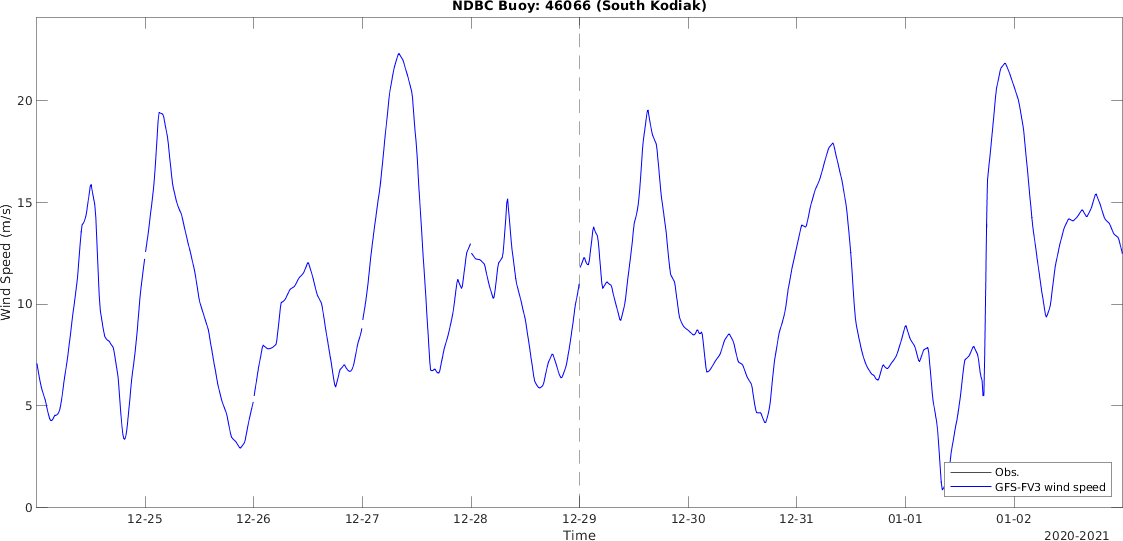 NDBC Buoy: 46066 (South Kodiak)
Wind Speed (m/s)
20
15
10
5
0
12-25 12-26 12-27 12-28 12-29 12-30 12-31 01-01 01-02
Time
2020-2021
Obs.
GFS-FV3 wind speed